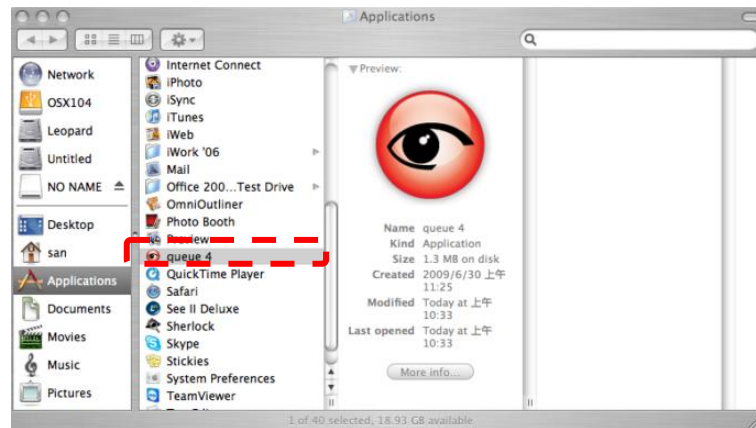 Applications
Network
OSX104
Leopard
Untitled
NO NAME
Desktop
san
Applications
Documents
Movies
Music
Pictures
Internet Connect
iPhoto
iSync
iTunes
iWeb
iWork '06
Mail
Office 200...Test Drive
OmniOutliner
Photo Booth
Preview
queue 4
QuickTime Player
Safari
See II Deluxe
Sherlock
Skype
Stickies
System Preferences
TeamViewer
Preview:
Name queue 4
Kind Application
Size 1.3 MB on disk
Created 2009/6/30 上午
11:25
Modified Today at 上午
10:33
Last opened Today at 上午
10:33
More info...
1 of 40 selected, 18.93 GB available